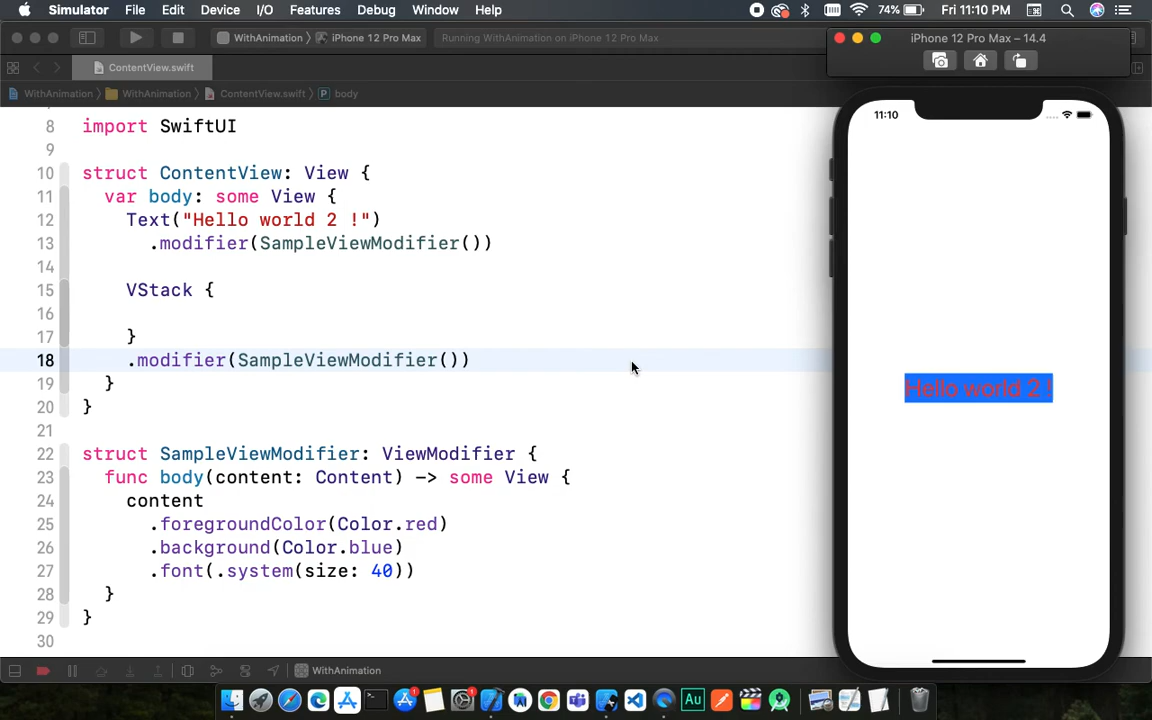 Simulator File Edit Device I/O Features Debug Window Help 74% Fri 11:10 PM
WithAnimation 〉 iPhone 12 Pro Max Running WithAnimation on iPhone 12 Pro Max
iPhone 12 Pro Max – 14.4
ContentView.swift
WithAnimation 〉 WithAnimation 〉 ContentView.swift 〉 P body
11:10
8 import SwiftUI
9
10 struct ContentView: View {
11 var body: some View {
12 Text("Hello world 2 !")
13 .modifier(SampleViewModifier())
14
15 VStack {
16
17 }
18 .modifier(SampleViewModifier())
19 }
20 }
21
22 struct SampleViewModifier: ViewModifier {
23 func body(content: Content) -> some View {
24 content
25 .foregroundColor(Color.red)
26 .background(Color.blue)
27 .font(.system(size: 40))
28 }
29 }
30
Hello world 2 !
WithAnimation
Au